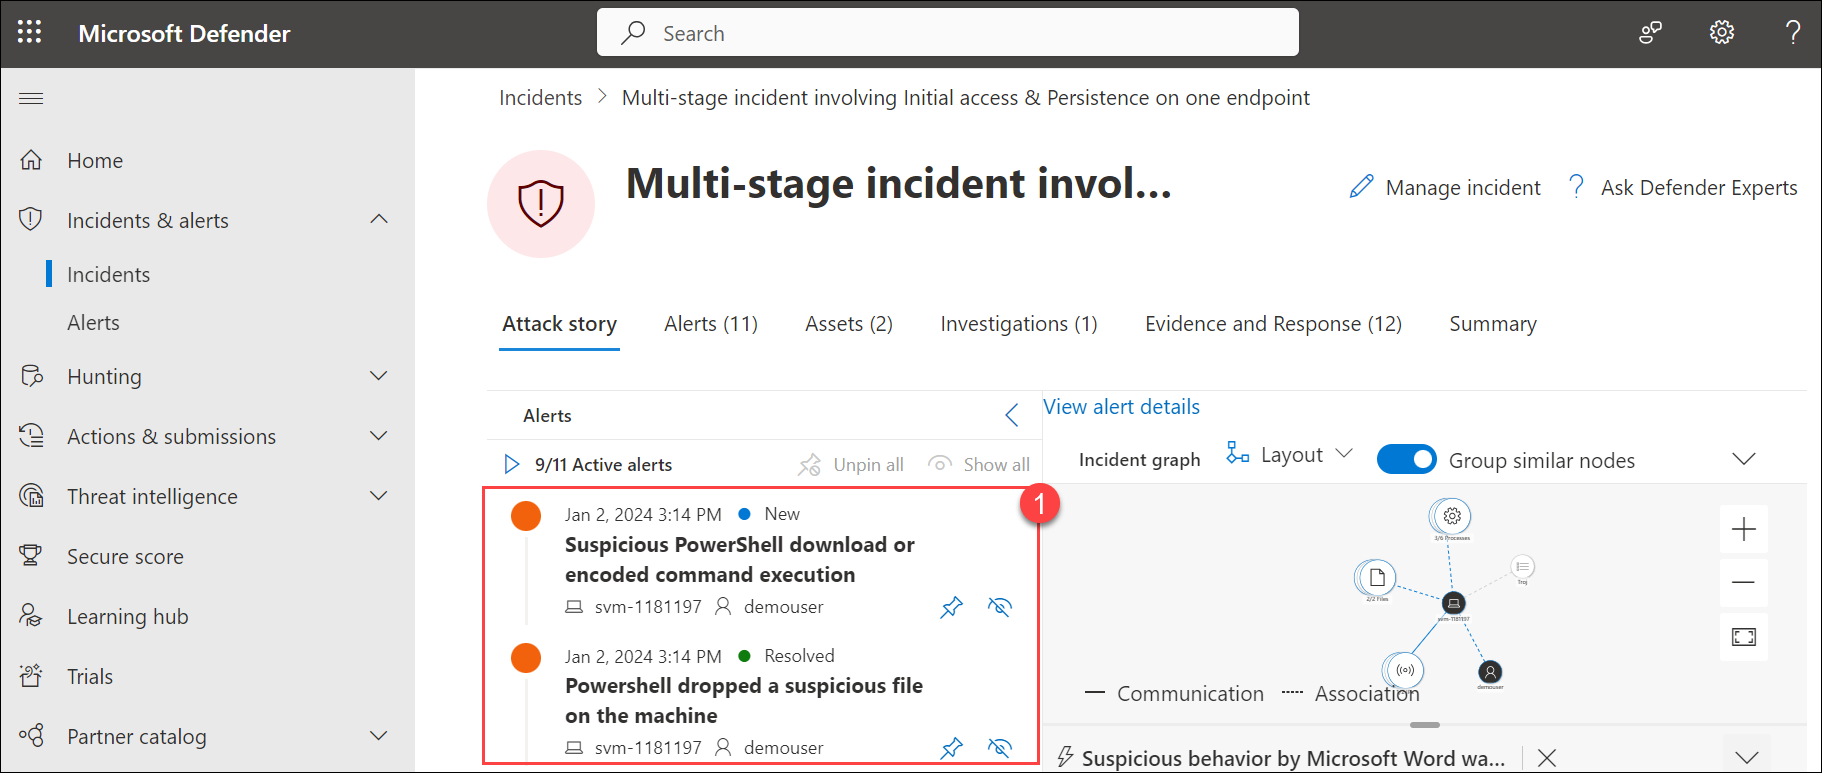 Microsoft Defender
Search
?
Home
Incidents & alerts
Incidents
Alerts
Hunting
Actions & submissions
Threat intelligence
Secure score
Learning hub
Trials
Partner catalog
Incidents > Multi-stage incident involving Initial access & Persistence on one endpoint
Multi-stage incident invol...
Manage incident
? Ask Defender Experts
Attack story
Alerts (11)
Assets (2)
Investigations (1)
Evidence and Response (12)
Summary
Alerts
9/11 Active alerts
Unpin all
Show all
1
Jan 2, 2024 3:14 PM
New
Suspicious PowerShell download or
encoded command execution
svm-1181197
demouser
Jan 2, 2024 3:14 PM
Resolved
Powershell dropped a suspicious file
on the machine
svm-1181197
demouser
View alert details
Incident graph
Layout
Group similar nodes
3/6 Processes
Troj
2/2 Files
svm-1181197
demouser
Communication
Association
Suspicious behavior by Microsoft Word wa...